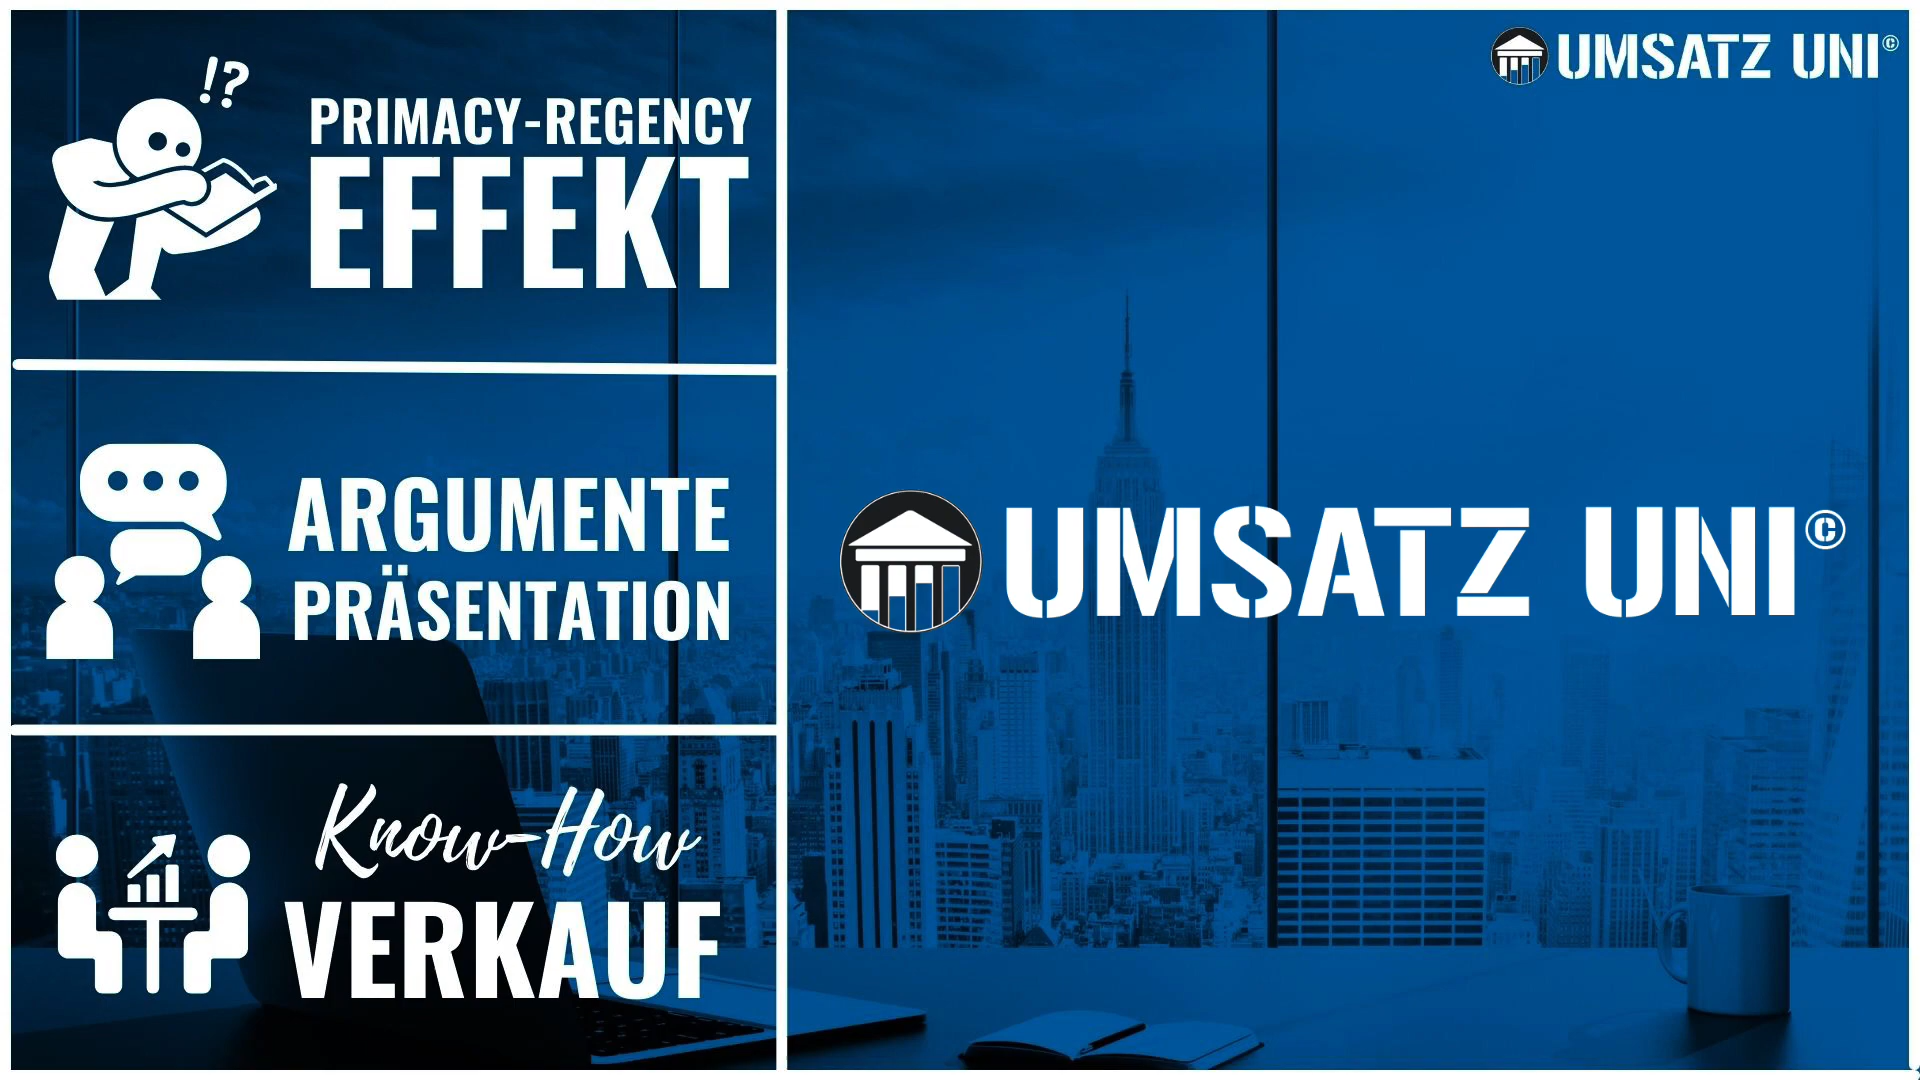 !?
PRIMACY-REGENCY
EFFEKT
ARGUMENTE
PRÄSENTATION
Know-How
VERKAUF
UMSATZ UNI©
UMSATZ UNI©